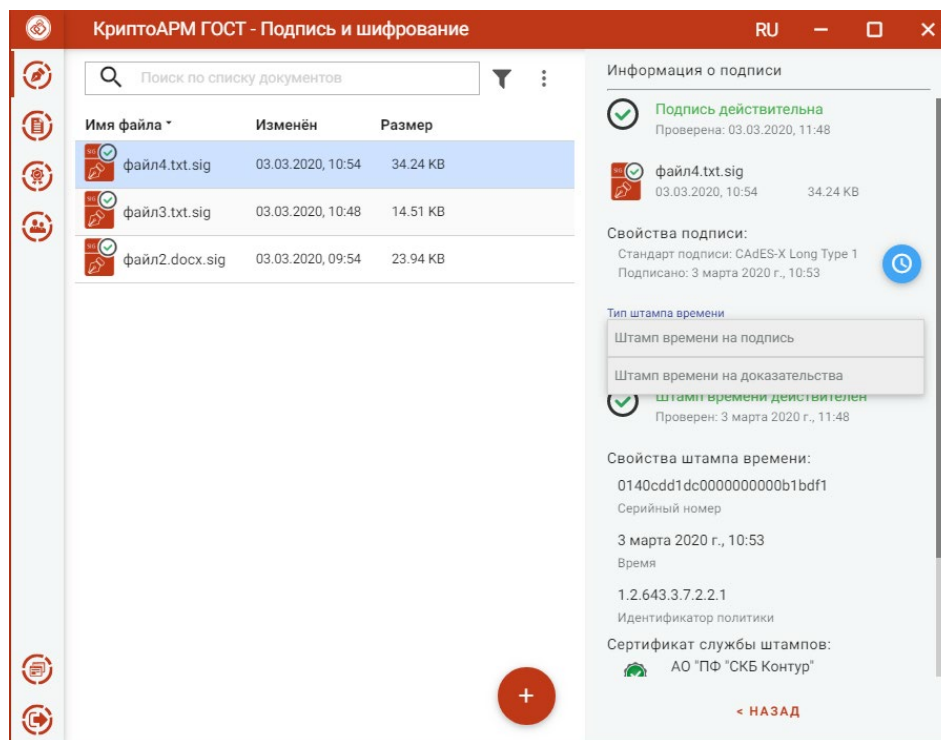 КриптоАРМ ГОСТ - Подпись и шифрование
RU
Поиск по списку документов
Имя файла Изменён Размер
файл4.txt.sig 03.03.2020, 10:54 34.24 KB
файл3.txt.sig 03.03.2020, 10:48 14.51 KB
файл2.docx.sig 03.03.2020, 09:54 23.94 KB
Информация о подписи
Подпись действительна
Проверена: 03.03.2020, 11:48
файл4.txt.sig
03.03.2020, 10:54 34.24 KB
Свойства подписи:
Стандарт подписи: CAdES-X Long Type 1
Подписано: 3 марта 2020 г., 10:53
Тип штампа времени
Штамп времени на подпись
Штамп времени на доказательства
Штамп времени действителен
Проверен: 3 марта 2020 г., 11:48
Свойства штампа времени:
0140cdd1dc0000000000b1bdf1
Серийный номер
3 марта 2020 г., 10:53
Время
1.2.643.3.7.2.2.1
Идентификатор политики
Сертификат службы штампов:
АО "ПФ "СКБ Контур"
+
< НАЗАД